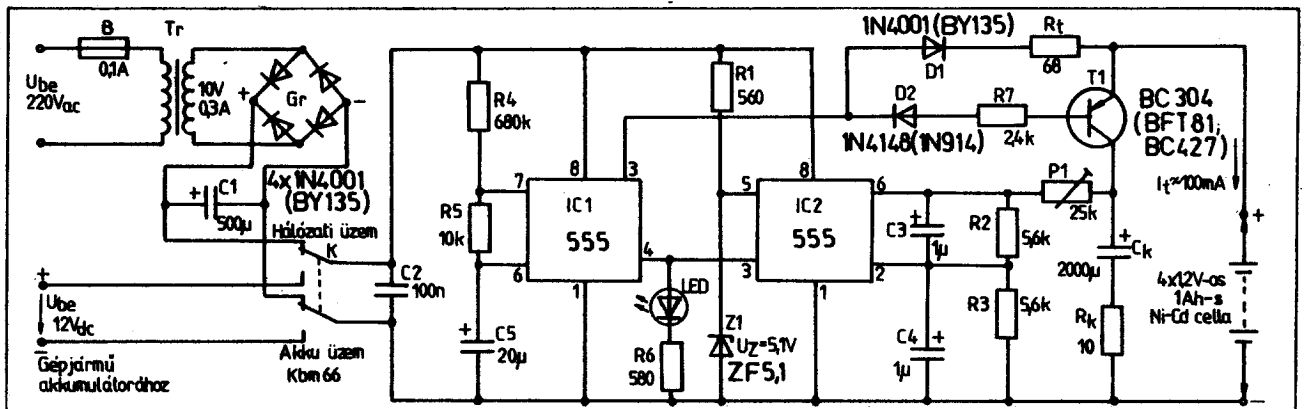 B
0,1A
Tr
Ube
220Vac
10V
0,3A
+
Gr
−
4x1N4001
(BY135)
+
C1
500µ
Hálózati üzem
K
+
Ube
12Vdc
−
Gépjármű
akkumulátorához
Akku üzem
Kbm 66
C2
100n
R4
680k
R5
10k
+
C5
20µ
7
6
8
3
IC1
555
4
1
LED
R6
580
R1
560
Z1
UZ=5,1V
ZF5,1
5
3
8
IC2
555
6
2
1
1N4001(BY135)
D1
Rt
68
D2
1N4148(1N914)
R7
2,4k
T1
BC 304
(BFT81,
BC427)
It≈100mA
P1
25k
+
C3
1µ
R2
5,6k
R3
5,6k
+
C4
1µ
+
Ck
2000µ
Rk
10
+
4x1,2V-os
1Ah-s
Ni-Cd cella
−